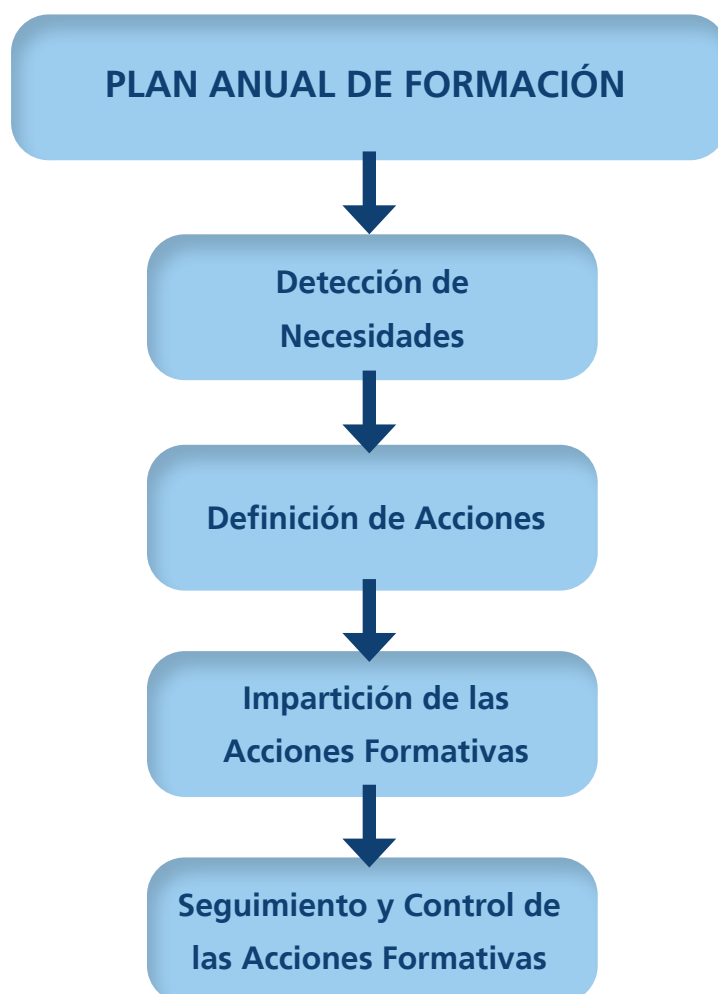 PLAN ANUAL DE FORMACIÓN
Detección de
Necesidades
Definición de Acciones
Impartición de las
Acciones Formativas
Seguimiento y Control de
las Acciones Formativas